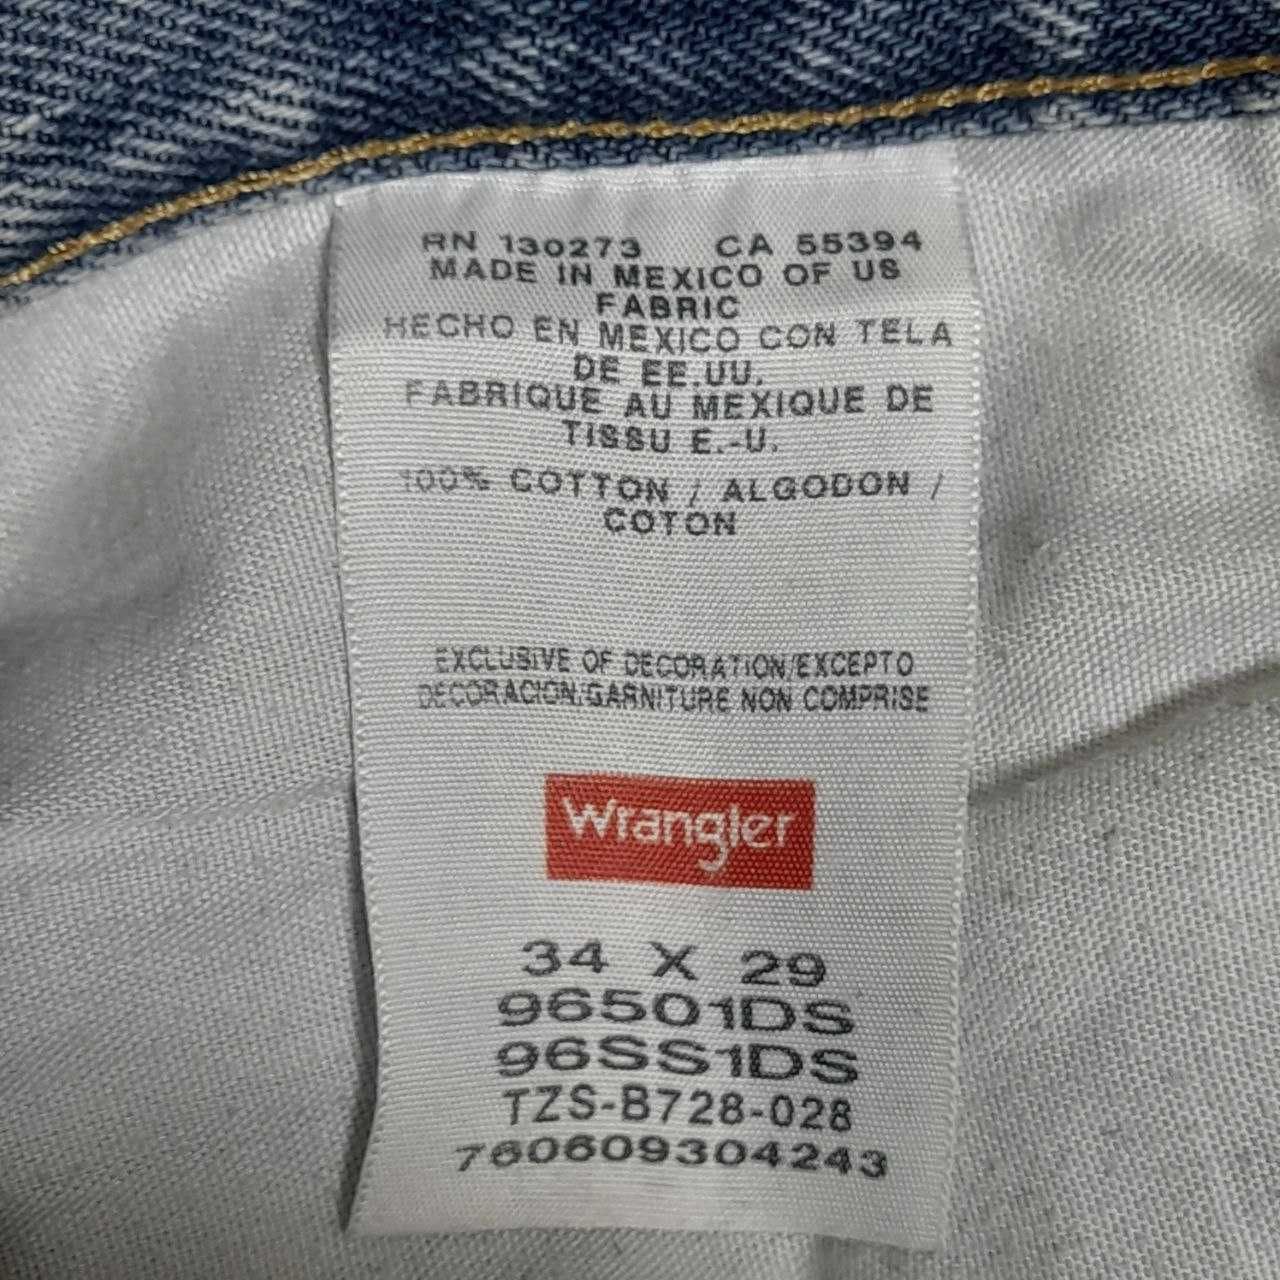 RN 130273 CA 55394
MADE IN MEXICO OF US
FABRIC
HECHO EN MEXICO CON TELA
DE EE.UU.
FABRIQUE AU MEXIQUE DE
TISSU E.-U.
100% COTTON / ALGODON /
COTON
EXCLUSIVE OF DECORATION/EXCEPTO
DECORACION/GARNITURE NON COMPRISE
Wrangler
34 X 29
96501DS
96SS1DS
TZS-B728-028
760609304243